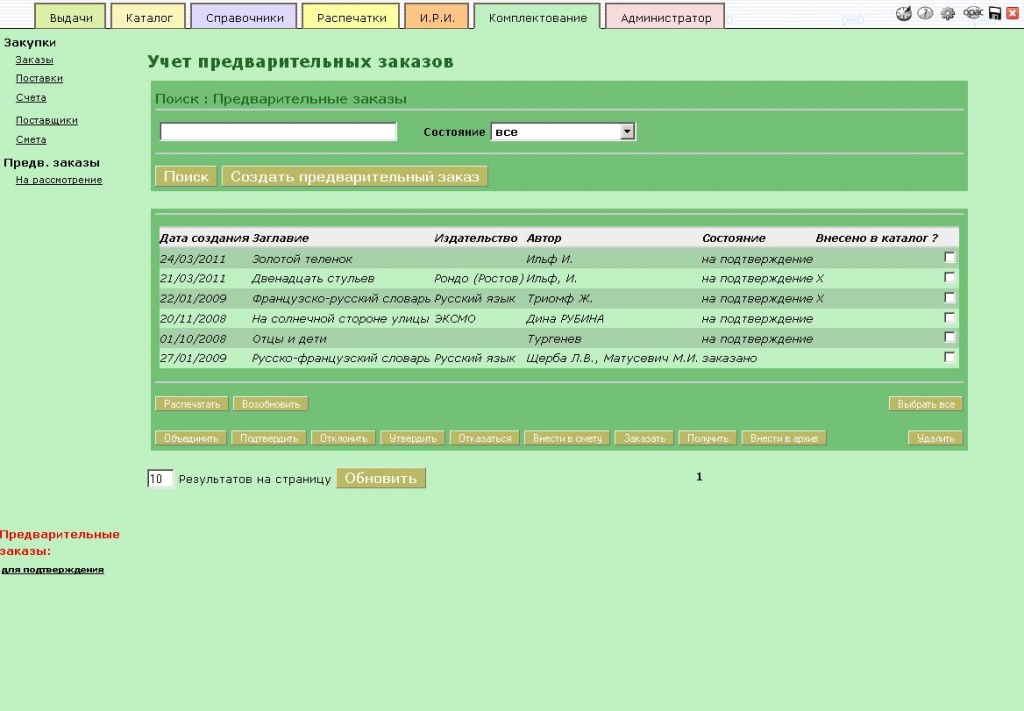 Выдачи Каталог Справочники Распечатки И.Р.И. Комплектование Администратор opac
Закупки
Заказы
Поставки
Счета
Поставщики
Смета
Предв. заказы
На рассмотрение
Учет предварительных заказов
Поиск : Предварительные заказы
Состояние все
Поиск Создать предварительный заказ
Дата создания Заглавие Издательство Автор Состояние Внесено в каталог ?
24/03/2011 Золотой теленок Ильф И. на подтверждение
21/03/2011 Двенадцать стульев Рондо (Ростов) Ильф, И. на подтверждение X
22/01/2009 Французско-русский словарь Русский язык Триомф Ж. на подтверждение X
20/11/2008 На солнечной стороне улицы ЭКСМО Дина РУБИНА на подтверждение
01/10/2008 Отцы и дети Тургенев на подтверждение
27/01/2009 Русско-французский словарь Русский язык Щерба Л.В., Матусевич М.И. заказано
Распечатать Возобновить Выбрать все
Объединить Подтвердить Отклонить Утвердить Отказаться Внести в смету Заказать Получить Внести в архив Удалить
10 Результатов на страницу Обновить 1
Предварительные
заказы:
для подтверждения